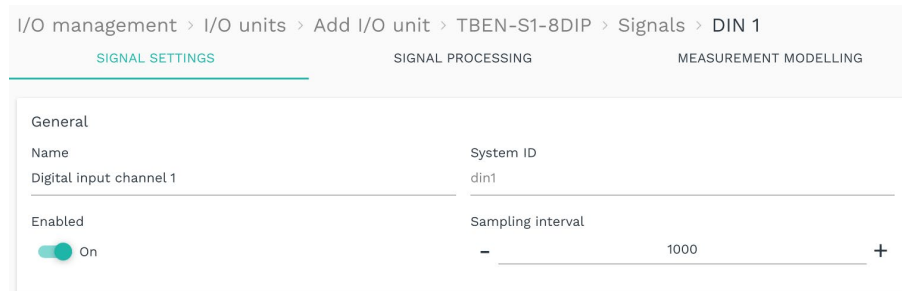 I/O management > I/O units > Add I/O unit > TBEN-S1-8DIP > Signals > DIN 1
SIGNAL SETTINGS SIGNAL PROCESSING MEASUREMENT MODELLING
General
Name System ID
Digital input channel 1 din1
Enabled Sampling interval
On - 1000 +